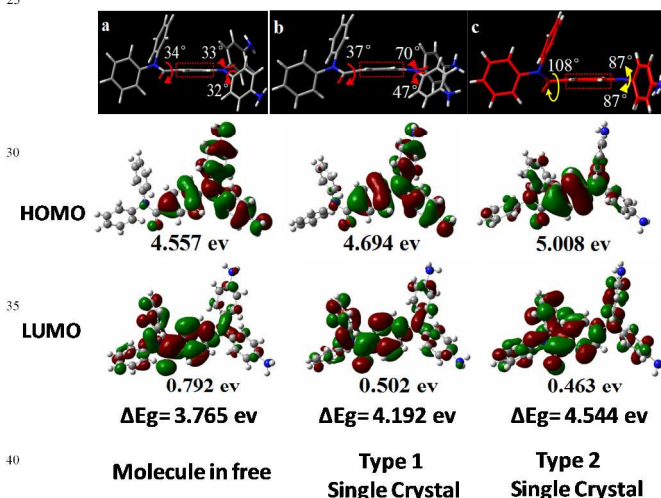 25
a b c
34° 33° 37° 70° 108° 87°
32° 47° 87°
30
HOMO
4.557 ev 4.694 ev 5.008 ev
35
LUMO
0.792 ev 0.502 ev 0.463 ev
ΔEg= 3.765 ev ΔEg= 4.192 ev ΔEg= 4.544 ev
40
Molecule in free Type 1 Type 2
Single Crystal Single Crystal